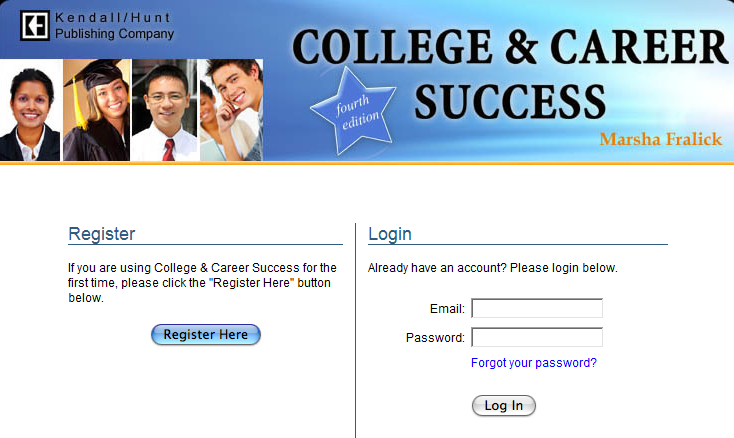 Kendall/Hunt
Publishing Company
COLLEGE & CAREER
SUCCESS
fourth
edition
Marsha Fralick
Register
If you are using College & Career Success for the
first time, please click the "Register Here" button
below.
Register Here
Login
Already have an account? Please login below.
Email:
Password:
Forgot your password?
Log In